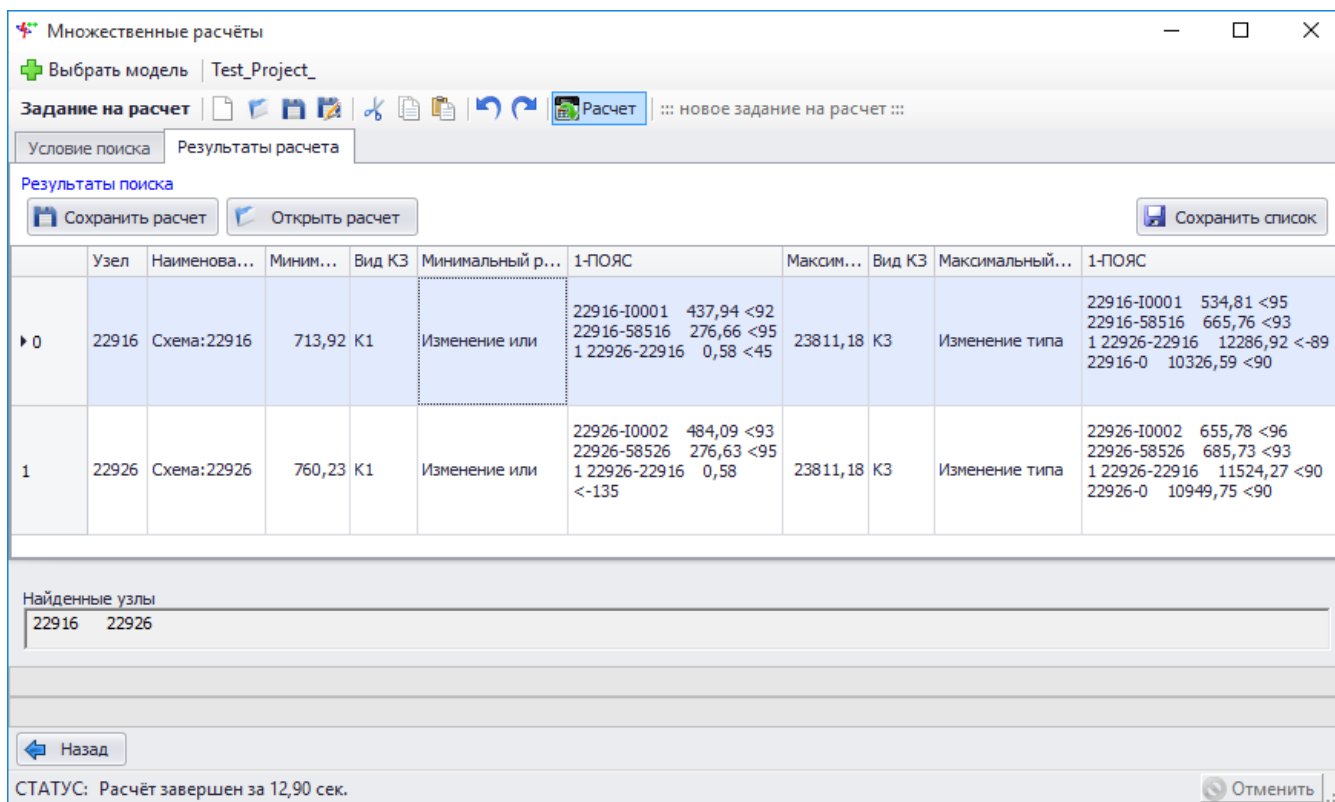 Множественные расчёты
Выбрать модель Test_Project_
Задание на расчет Расчет ::: новое задание на расчет :::
Условие поиска Результаты расчета
Результаты поиска
Сохранить расчет Открыть расчет Сохранить список
Узел Наименова... Миним... Вид КЗ Минимальный р... 1-ПОЯС Максим... Вид КЗ Максимальный... 1-ПОЯС
0 22916 Схема:22916 713,92 К1 Изменение или
22916-I0001 437,94 <92
22916-58516 276,66 <95
1 22926-22916 0,58 <45
23811,18 К3 Изменение типа
22916-I0001 534,81 <95
22916-58516 665,76 <93
1 22926-22916 12286,92 <-89
22916-0 10326,59 <90
1 22926 Схема:22926 760,23 К1 Изменение или
22926-I0002 484,09 <93
22926-58526 276,63 <95
1 22926-22916 0,58
<-135
23811,18 К3 Изменение типа
22926-I0002 655,78 <96
22926-58526 685,73 <93
1 22926-22916 11524,27 <90
22926-0 10949,75 <90
Найденные узлы
22916 22926
Назад
СТАТУС: Расчёт завершен за 12,90 сек. Отменить